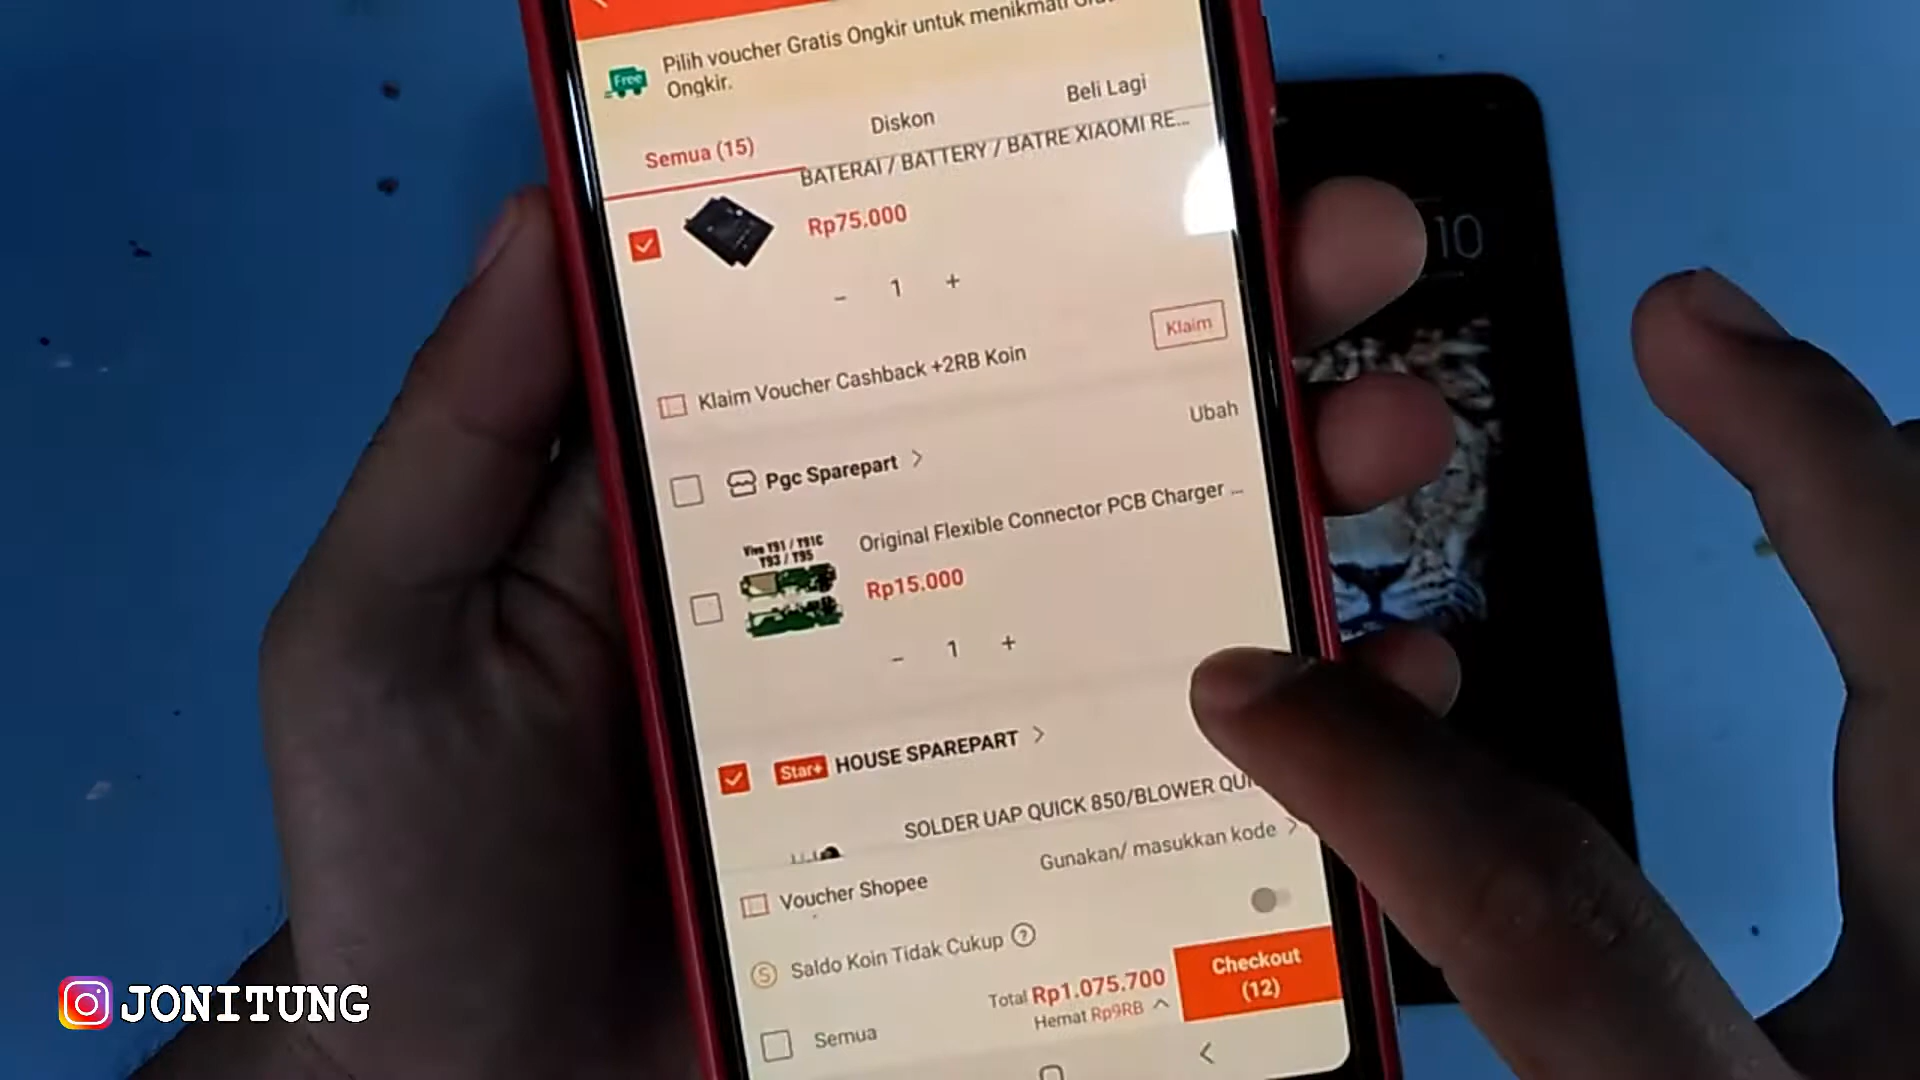 Pilih voucher Gratis Ongkir untuk menikmati
Ongkir.
Free
Semua (15)
Diskon
Beli Lagi
BATERAI / BATTERY / BATRE XIAOMI RE...
Rp75.000
- 1 +
Klaim Voucher Cashback +2RB Koin
Klaim
Ubah
Pgc Sparepart >
Original Flexible Connector PCB Charger ...
Vivo Y91 / Y91C
Y93 / Y95
Rp15.000
- 1 +
Star+ HOUSE SPAREPART >
SOLDER UAP QUICK 850/BLOWER
Voucher Shopee
Gunakan/ masukkan kode >
Saldo Koin Tidak Cukup ?
Semua
Total Rp1.075.700
Hemat Rp9RB
Checkout
(12)
10
JONITUNG